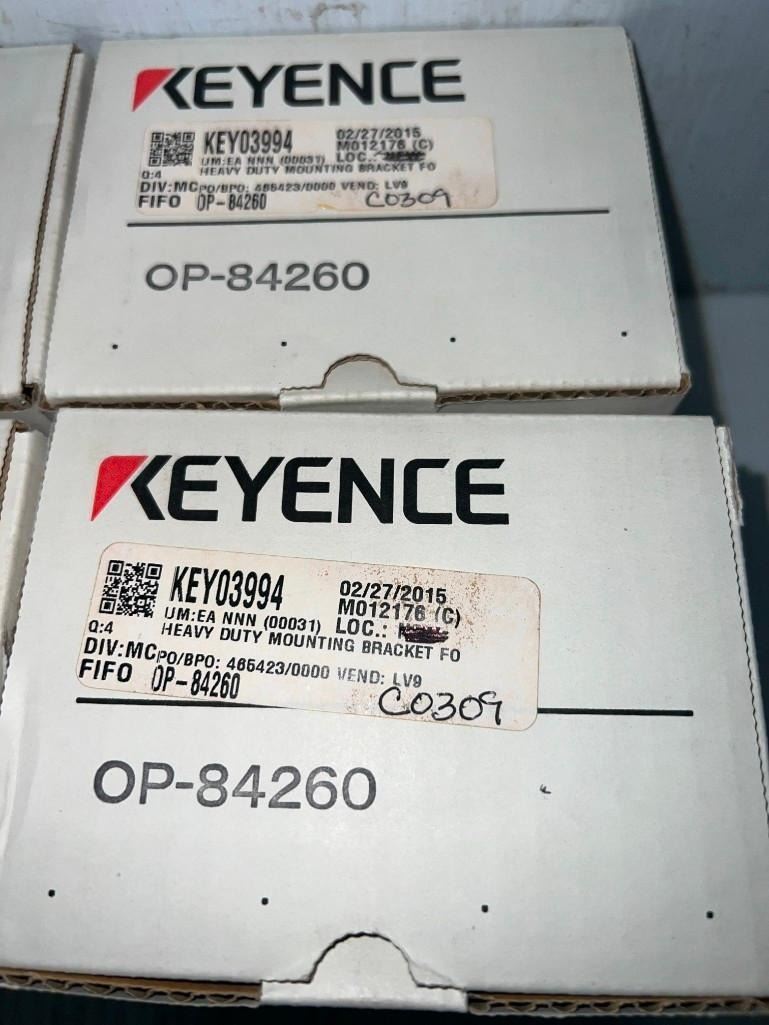 KEYENCE
KEY03994 02/27/2015
M012176 (C)
UM:EA NNN (00031) LOC.:
Q:4 HEAVY DUTY MOUNTING BRACKET FO
DIV:MC PO/BPO: 465423/0000 VEND: LV9
FIFO OP-84260 C0309
OP-84260
KEYENCE
KEY03994 02/27/2015
M012176 (C)
UM:EA NNN (00031) LOC.:
Q:4 HEAVY DUTY MOUNTING BRACKET FO
DIV:MC PO/BPO: 465423/0000 VEND: LV9
FIFO OP-84260 C0309
OP-84260